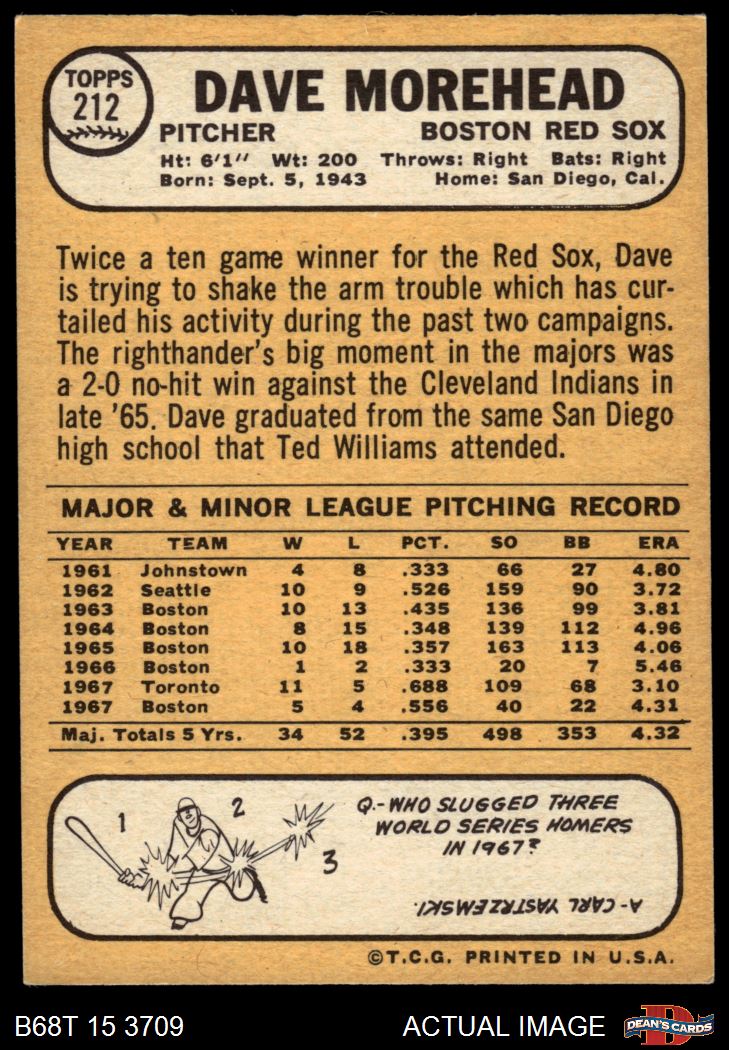 TOPPS
212
DAVE MOREHEAD
PITCHER BOSTON RED SOX
Ht: 6'1'' Wt: 200 Throws: Right Bats: Right
Born: Sept. 5, 1943 Home: San Diego, Cal.
Twice a ten game winner for the Red Sox, Dave
is trying to shake the arm trouble which has cur-
tailed his activity during the past two campaigns.
The righthander's big moment in the majors was
a 2-0 no-hit win against the Cleveland Indians in
late '65. Dave graduated from the same San Diego
high school that Ted Williams attended.
MAJOR & MINOR LEAGUE PITCHING RECORD
YEAR TEAM W L PCT. SO BB ERA
1961 Johnstown 4 8 .333 66 27 4.80
1962 Seattle 10 9 .526 159 90 3.72
1963 Boston 10 13 .435 136 99 3.81
1964 Boston 8 15 .348 139 112 4.96
1965 Boston 10 18 .357 163 113 4.06
1966 Boston 1 2 .333 20 7 5.46
1967 Toronto 11 5 .688 109 68 3.10
1967 Boston 5 4 .556 40 22 4.31
Maj. Totals 5 Yrs. 34 52 .395 498 353 4.32
1 2 3
Q.-WHO SLUGGED THREE
WORLD SERIES HOMERS
IN 1967?
A-CARL YASTRZEMSKI.
©T.C.G. PRINTED IN U.S.A.
B68T 15 3709 ACTUAL IMAGE
D
DEAN'S CARDS